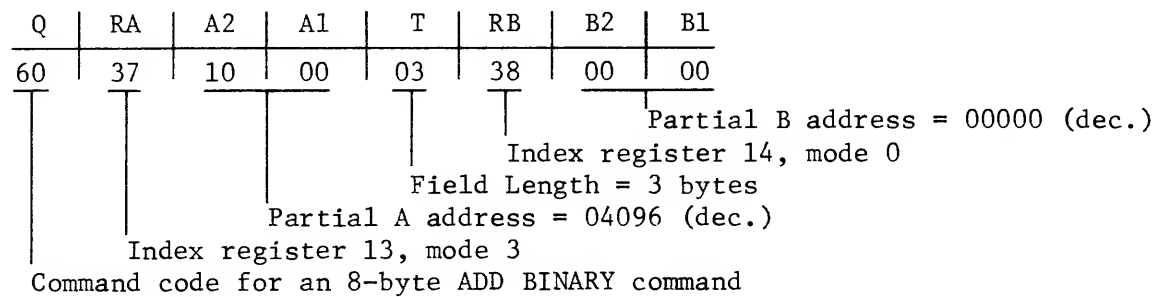 Q RA A2 A1 T RB B2 B1
60 37 10 00 03 38 00 00
Partial B address = 00000 (dec.)
Index register 14, mode 0
Field Length = 3 bytes
Partial A address = 04096 (dec.)
Index register 13, mode 3
Command code for an 8-byte ADD BINARY command